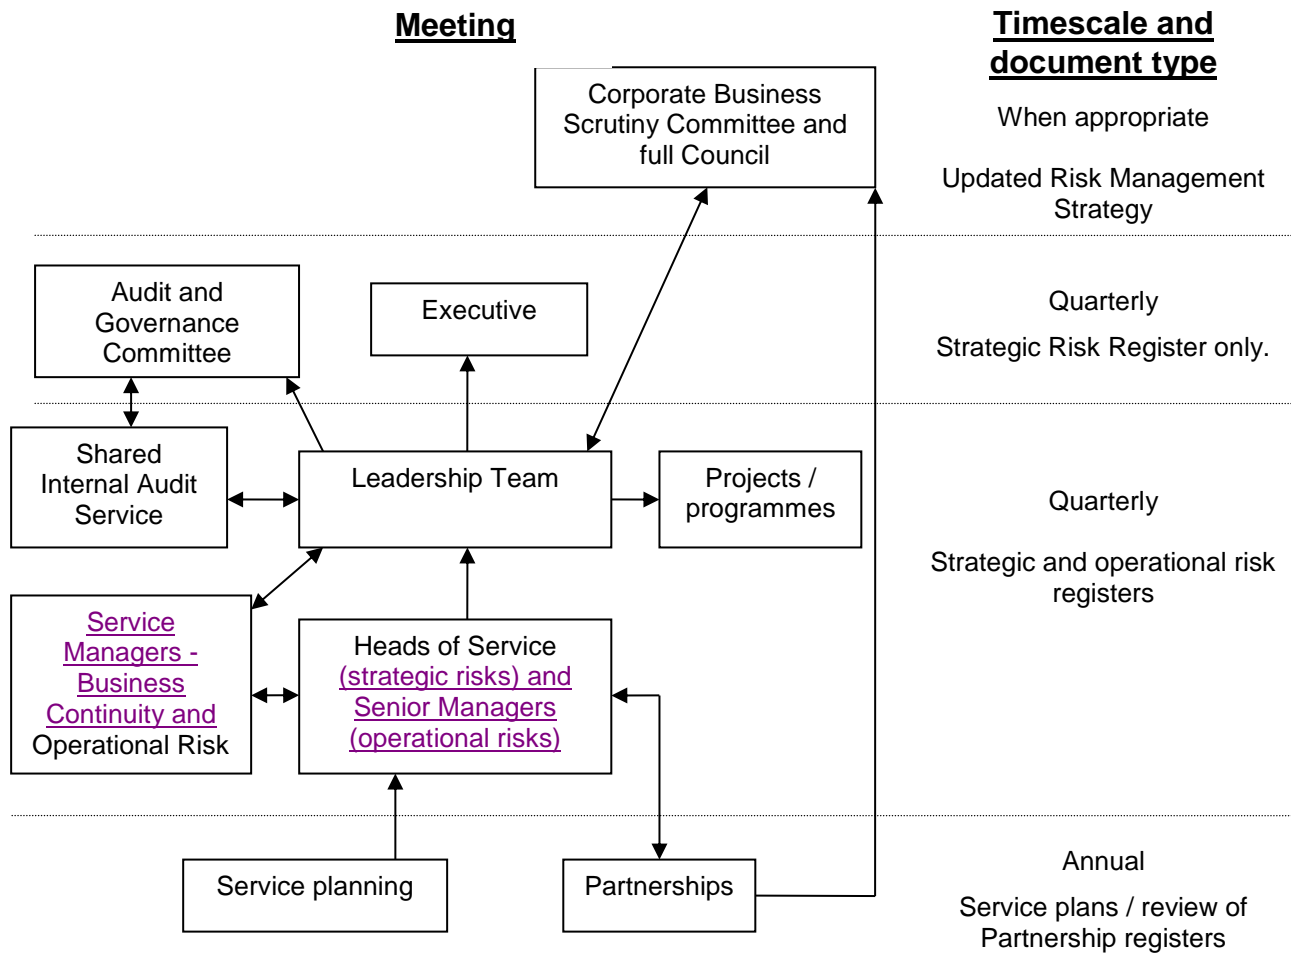 Meeting
Timescale and
document type
Corporate Business
Scrutiny Committee and
full Council
When appropriate
Updated Risk Management
Strategy
Audit and
Governance
Committee
Executive
Quarterly
Strategic Risk Register only.
Shared
Internal Audit
Service
Leadership Team
Projects /
programmes
Quarterly
Strategic and operational risk
registers
Service
Managers -
Business
Continuity and
Operational Risk
Heads of Service
(strategic risks) and
Senior Managers
(operational risks)
Service planning
Partnerships
Annual
Service plans / review of
Partnership registers